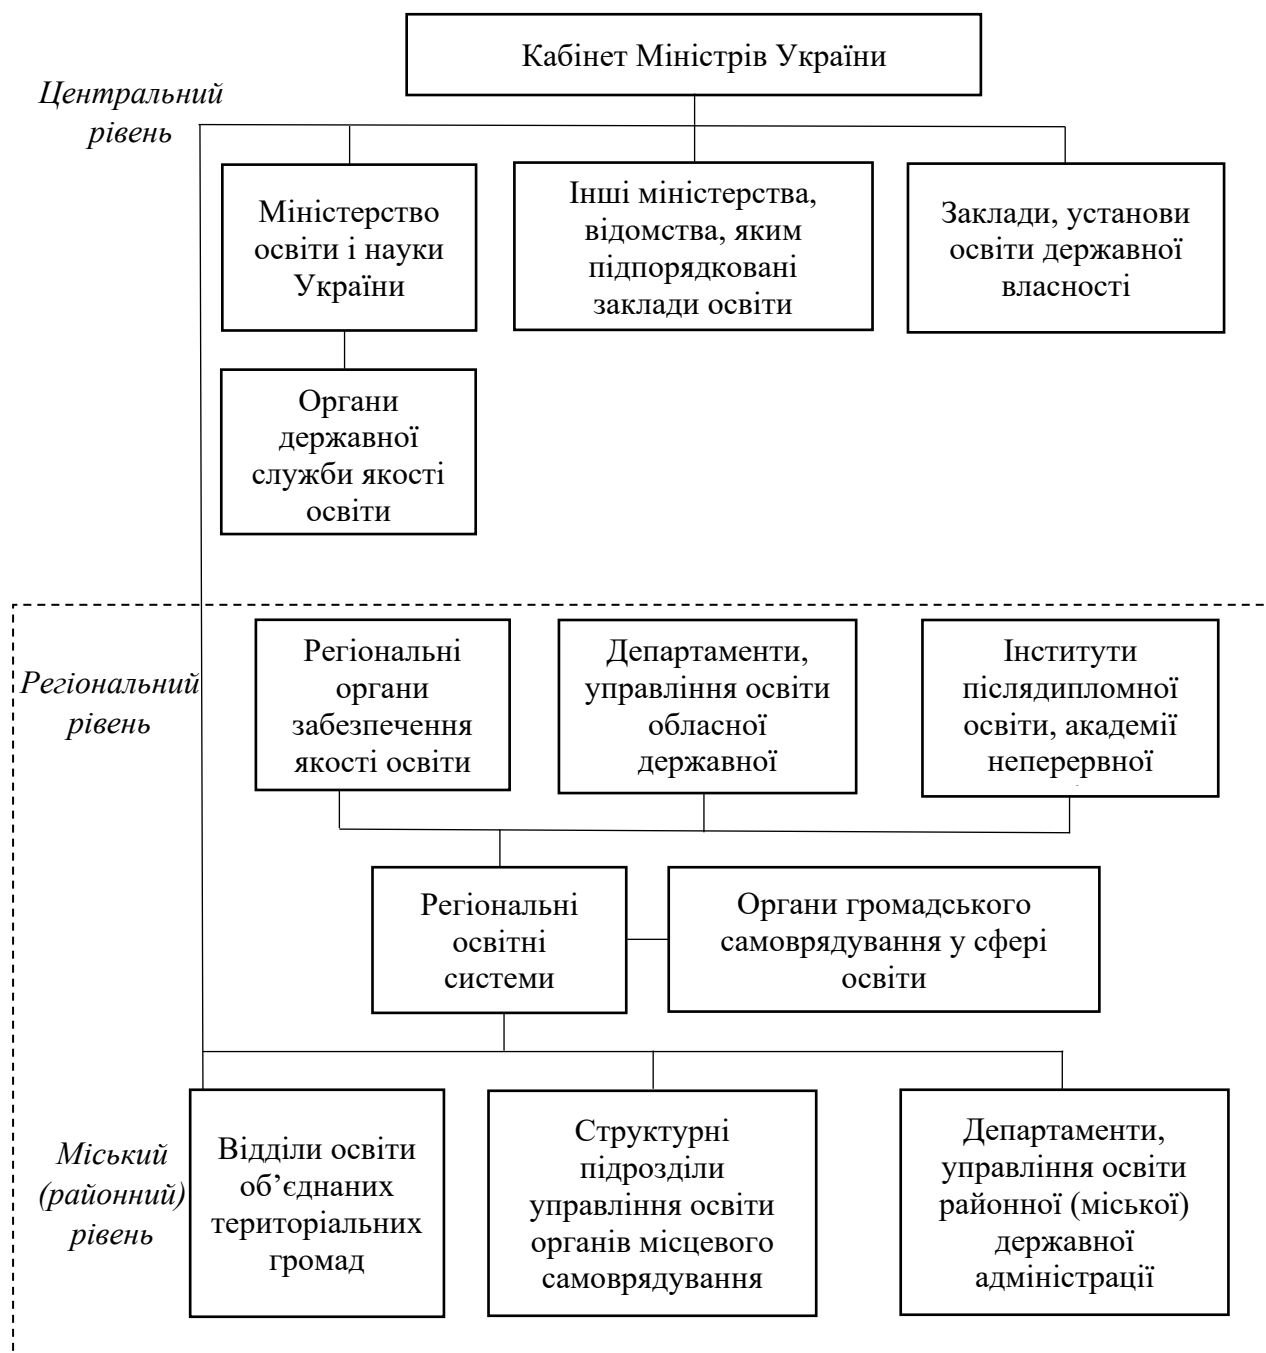 Кабінет Міністрів України
Центральний
рівень
Міністерство
освіти і науки
України
Інші міністерства,
відомства, яким
підпорядковані
заклади освіти
Заклади, установи
освіти державної
власності
Органи
державної
служби якості
освіти
Регіональний
рівень
Регіональні
органи
забезпечення
якості освіти
Департаменти,
управління освіти
обласної
державної
Інститути
післядипломної
освіти, академії
неперервної
Регіональні
освітні
системи
Органи громадського
самоврядування у сфері
освіти
Міський
(районний)
рівень
Відділи освіти
об’єднаних
територіальних
громад
Структурні
підрозділи
управління освіти
органів місцевого
самоврядування
Департаменти,
управління освіти
районної (міської)
державної
адміністрації